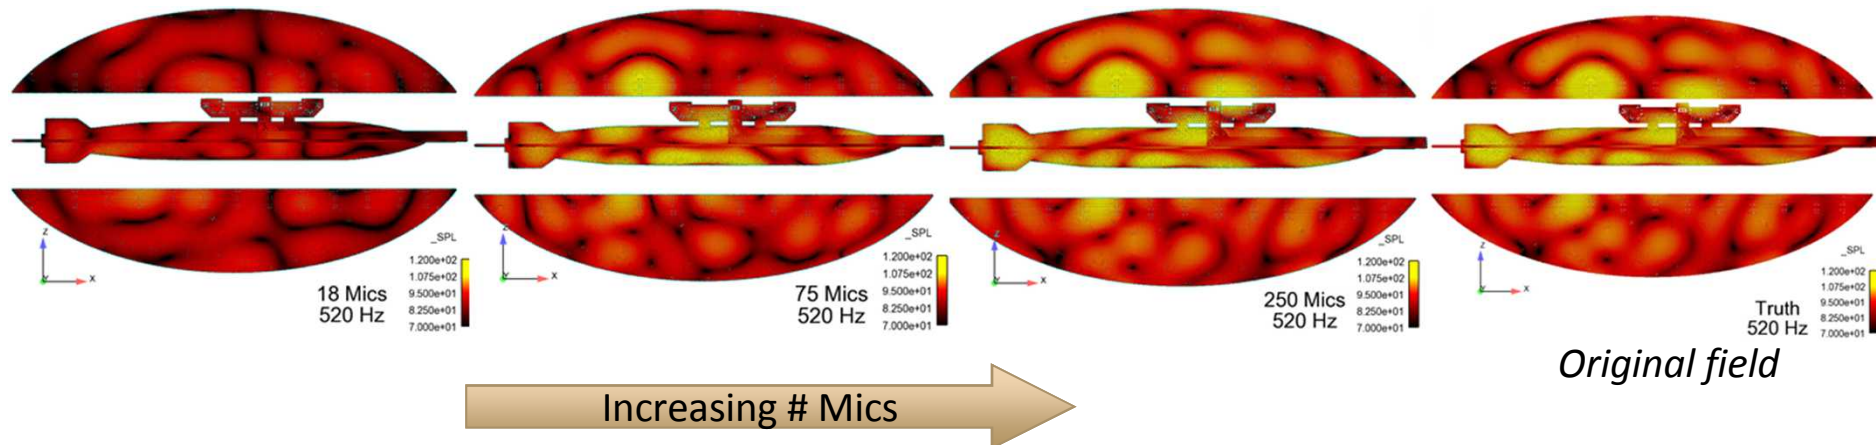 _SPL
1.200e+02
1.075e+02
9.500e+01
8.250e+01
7.000e+01
Z
X
18 Mics
520 Hz
_SPL
1.200e+02
1.075e+02
9.500e+01
8.250e+01
7.000e+01
Z
X
75 Mics
520 Hz
_SPL
1.200e+02
1.075e+02
9.500e+01
8.250e+01
7.000e+01
Z
X
250 Mics
520 Hz
_SPL
1.200e+02
1.075e+02
9.500e+01
8.250e+01
7.000e+01
Z
X
Truth
520 Hz
Original field
Increasing # Mics